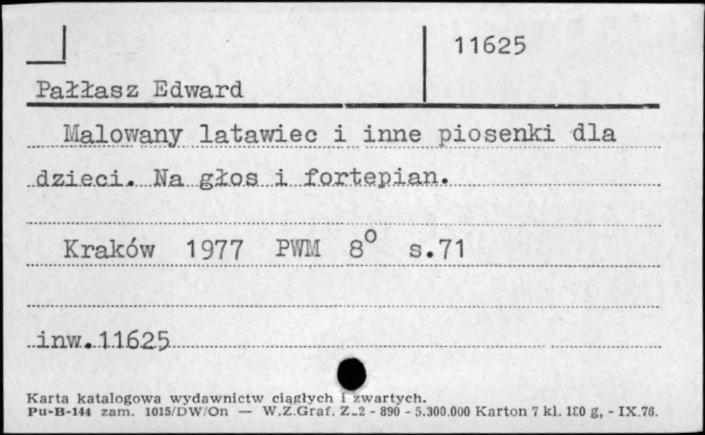 11625
Pałłasz Edward
Malowany latawiec i inne piosenki dla
dzieci. Na głos i fortepian.
Kraków 1977 PWM 8° s.71
inw.11625
Karta katalogowa wydawnictw ciągłych i zwartych.
Pu-B-144 zam. 1015/DW/On — W.Z.Graf. Z-2 - 890 - 5.300.000 Karton 7 kl. 180 g, - IX.76.